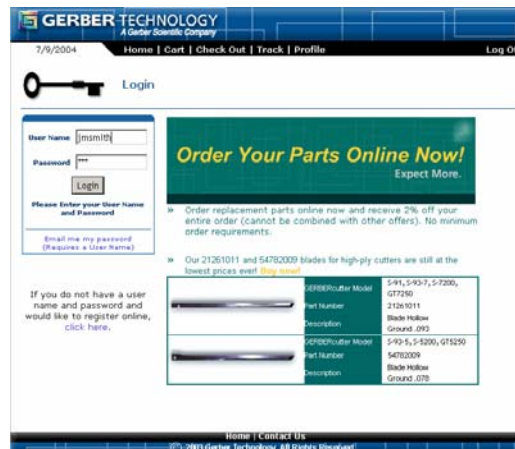 GERBER TECHNOLOGY
A Gerber Scientific Company
7/9/2004 Home | Cart | Check Out | Track | Profile Log O
Login
User Name jmsmith
Password ***
Login
Please Enter your User Name
and Password
Email me my password
(Requires a User Name)
If you do not have a user
name and password and
would like to register online,
click here.
Order Your Parts Online Now!
Expect More.
» Order replacement parts online now and receive 2% off your
entire order (cannot be combined with other offers). No minimum
order requirements.
» Our 21261011 and 54782009 blades for high-ply cutters are still at the
lowest prices ever! Buy now!
GERBERcutter Model S-91, S-93-7, S-7200,
GT7250
Part Number 21261011
Description Blade Hollow
Ground .093
GERBERcutter Model S-93-5, S-5200, GT5250
Part Number 54782009
Description Blade Hollow
Ground .078
Home | Contact Us
© 2003 Gerber Technology. All Rights Reserved